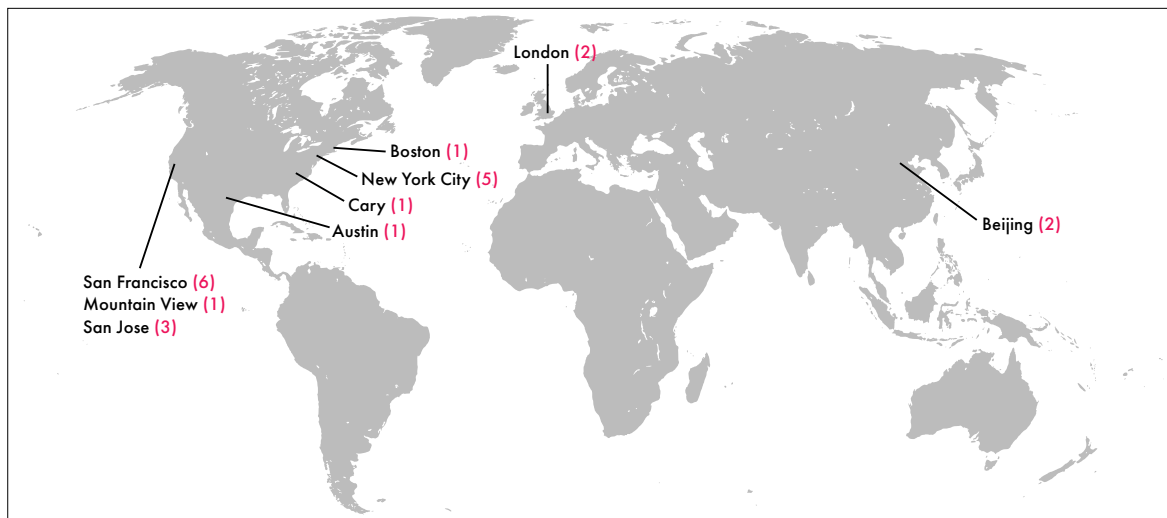 London (2)
Boston (1)
New York City (5)
Cary (1)
Austin (1)
Beijing (2)
San Francisco (6)
Mountain View (1)
San Jose (3)